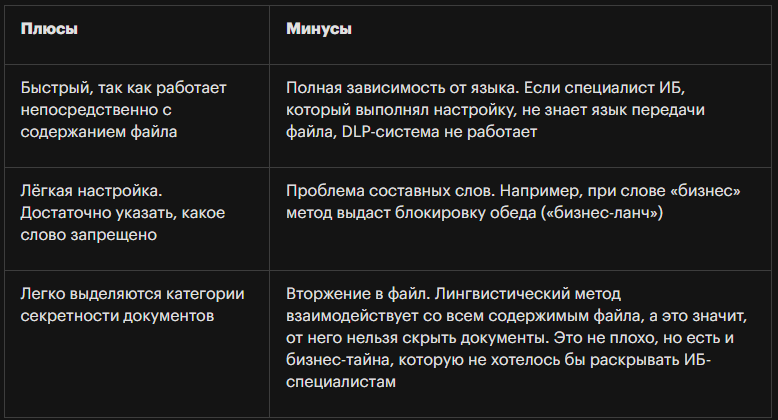 Плюсы
Минусы
Быстрый, так как работает
непосредственно с
содержанием файла
Полная зависимость от языка. Если специалист ИБ,
который выполнял настройку, не знает язык передачи
файла, DLP-система не работает
Лёгкая настройка.
Достаточно указать, какое
слово запрещено
Проблема составных слов. Например, при слове «бизнес»
метод выдаст блокировку обеда («бизнес-ланч»)
Легко выделяются категории
секретности документов
Вторжение в файл. Лингвистический метод
взаимодействует со всем содержимым файла, а это значит,
от него нельзя скрыть документы. Это не плохо, но есть и
бизнес-тайна, которую не хотелось бы раскрывать ИБ-
специалистам